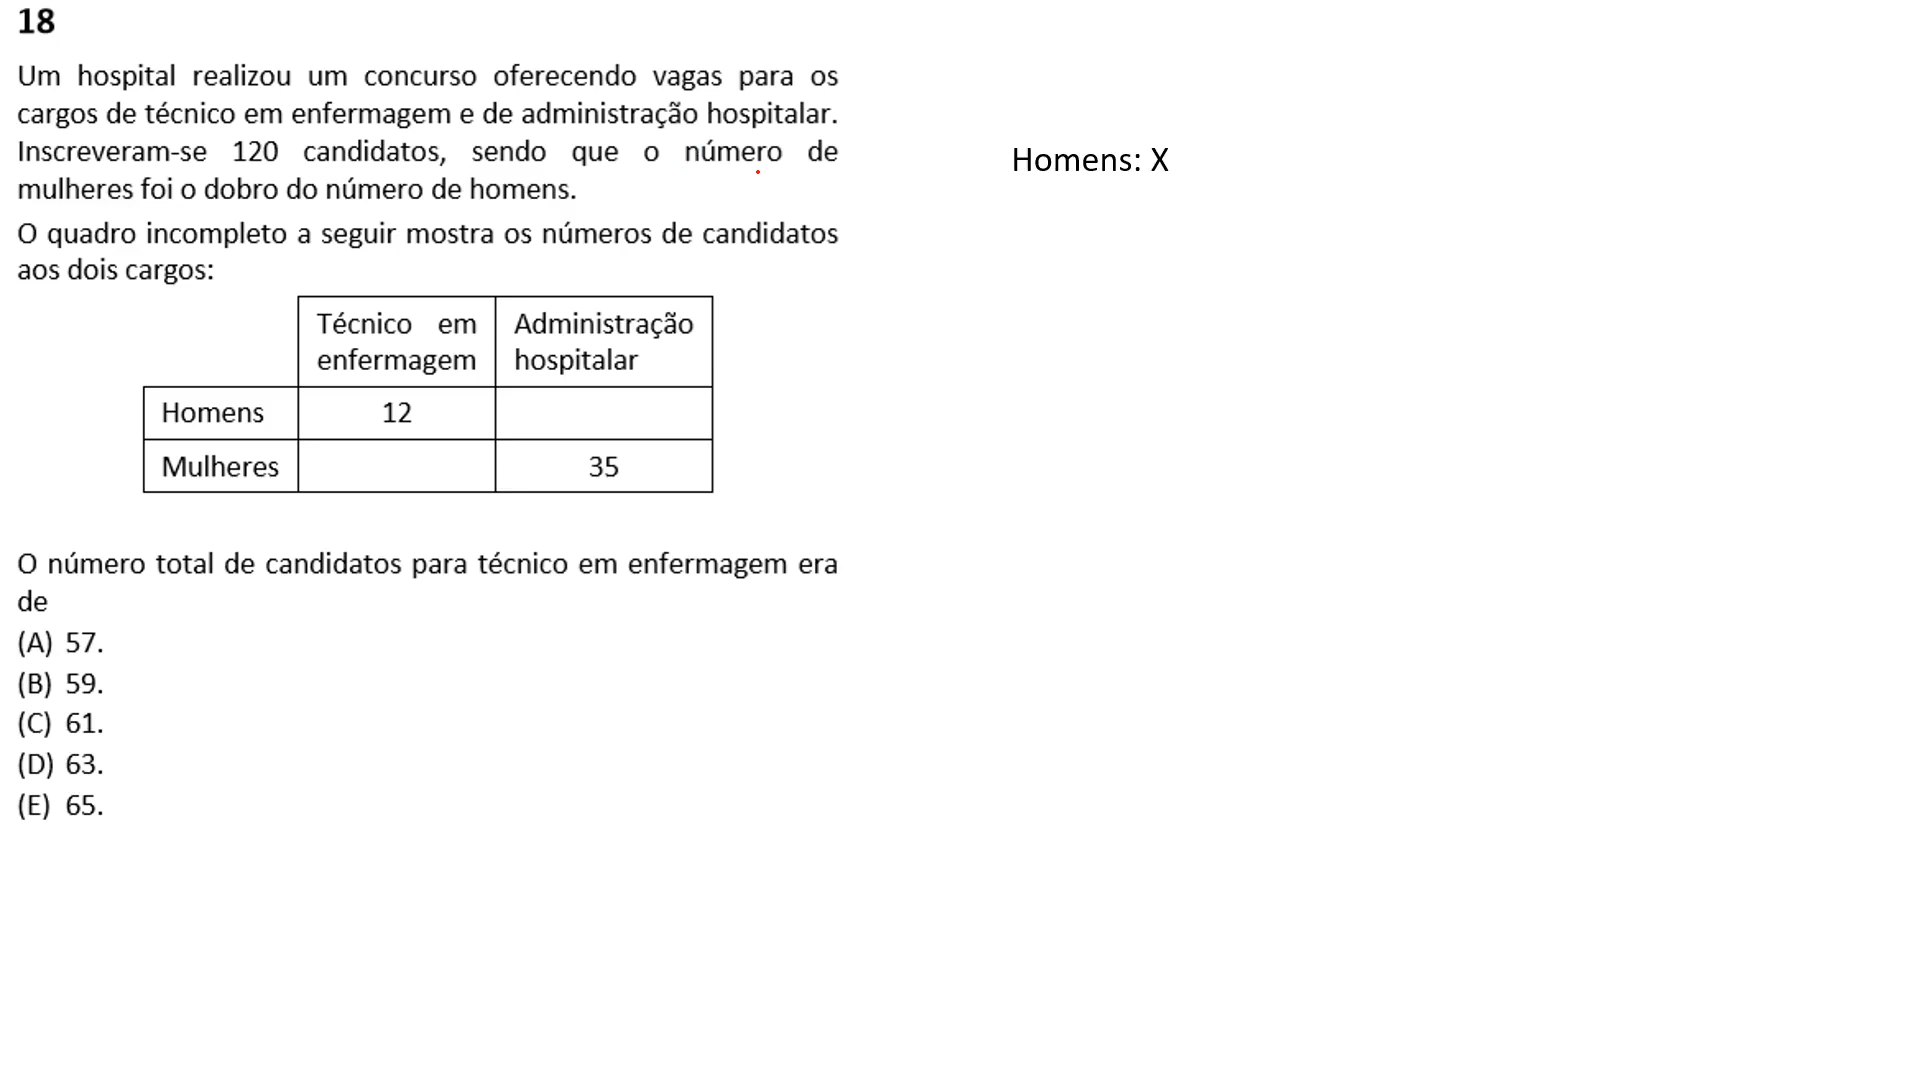 18
Um hospital realizou um concurso oferecendo vagas para os
cargos de técnico em enfermagem e de administração hospitalar.
Inscreveram-se 120 candidatos, sendo que o número de
mulheres foi o dobro do número de homens.
Homens: X
O quadro incompleto a seguir mostra os números de candidatos
aos dois cargos:
Técnico em enfermagem Administração hospitalar
Homens 12
Mulheres 35
O número total de candidatos para técnico em enfermagem era
de
(A) 57.
(B) 59.
(C) 61.
(D) 63.
(E) 65.